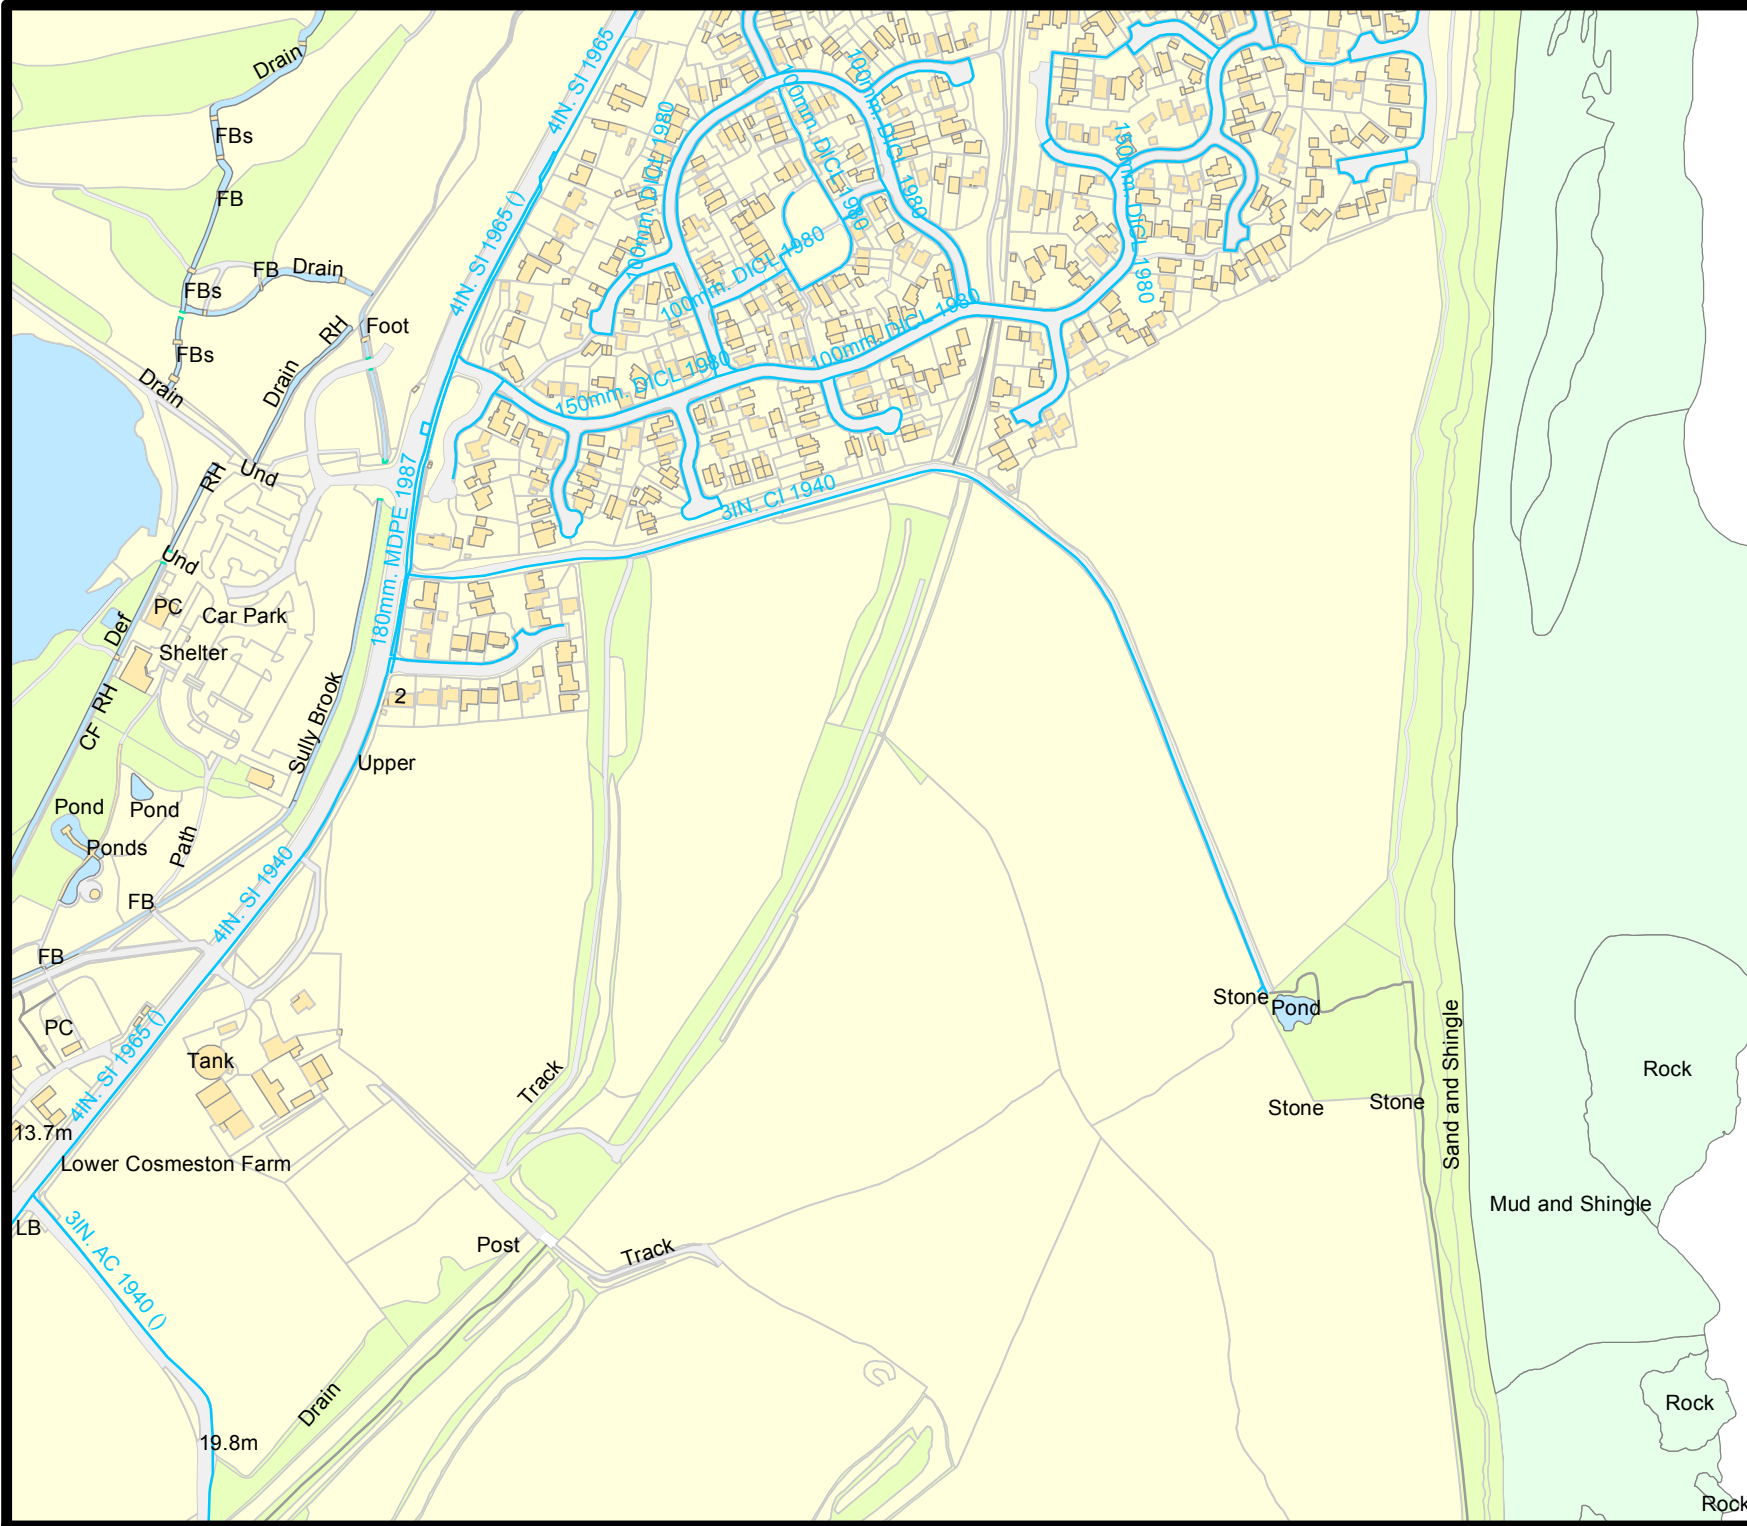 Drain
4IN. SI 1965
FBs
FB
100mm. DICL 1980
100mm. DICL 1980
100mm. DICL 1980
150mm. DICL 1980
4IN. SI 1965 ()
FB
Drain
FBs
100mm. DICL 1980
RH
Foot
FBs
Drain
Drain
150mm. DICL 1980
100mm. DICL 1980
RH
Und
3IN. CI 1940
180mm. MDPE 1987
Und
PC
Car Park
Def
Shelter
RH
CF
2
Sully Brook
Upper
Pond
Pond
Ponds
Path
4IN. SI 1940
FB
FB
Stone
Pond
PC
4IN. SI 1965 ()
Tank
Track
Sand and Shingle
Rock
Stone
Stone
13.7m
Lower Cosmeston Farm
Mud and Shingle
LB
3IN. AC 1940 ()
Post
Track
Drain
Rock
19.8m
Rock